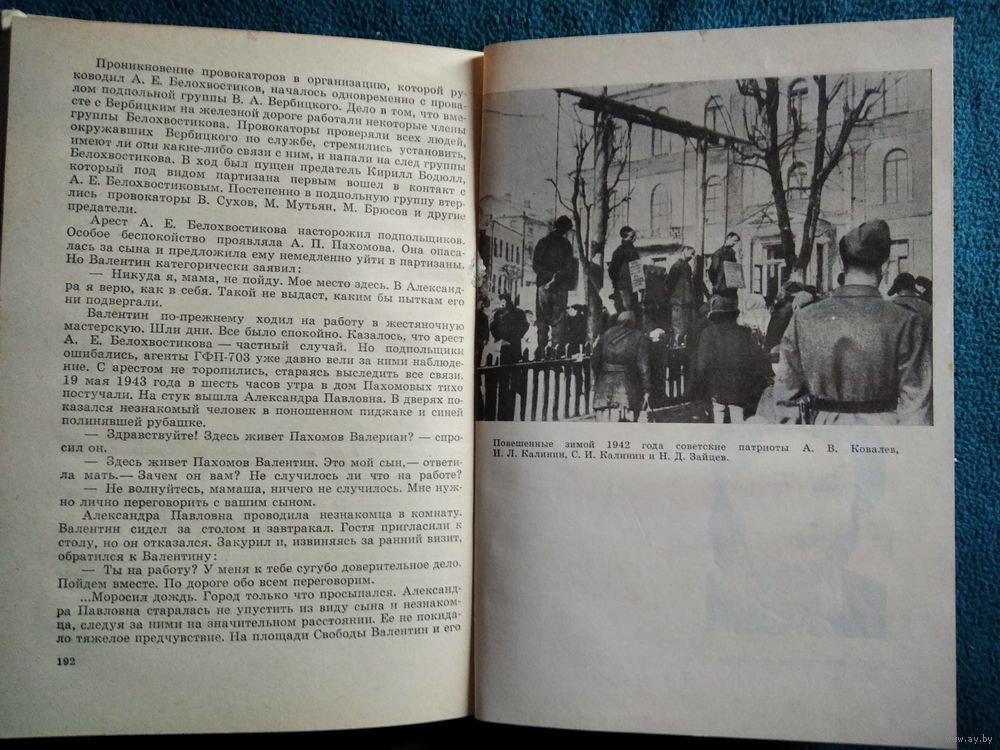 Проникновение провокаторов в организацию, которой ру-
ководил А. Е. Белохвостиков, началось одновременно с прова-
лом подпольной группы В. А. Вербицкого. Дело в том, что вме-
сте с Вербицким на железной дороге работали некоторые члены
группы Белохвостикова. Провокаторы проверяли всех людей,
окружавших Вербицкого по службе, стремились установить,
имеют ли они какие-либо связи с ним, и напали на след группы
Белохвостикова. В ход был пущен предатель Кирилл Бодюлл,
который под видом партизана первым вошел в контакт с
А. Е. Белохвостиковым. Постепенно в подпольную группу втер-
лись провокаторы В. Сухов, М. Мутьян, М. Брюсов и другие
предатели.
Арест А. Е. Белохвостикова насторожил подпольщиков.
Особое беспокойство проявляла А. П. Пахомова. Она опаса-
лась за сына и предложила ему немедленно уйти в партизаны.
Но Валентин категорически заявил:
— Никуда я, мама, не пойду. Мое место здесь. В Александ-
ра я верю, как в себя. Такой не выдаст, каким бы пыткам его
ни подвергали.
Валентин по-прежнему ходил на работу в жестяночную
мастерскую. Шли дни. Все было спокойно. Казалось, что арест
А. Е. Белохвостикова — частный случай. Но подпольщики
ошибались, агенты ГФП-703 уже давно вели за ними наблюде-
ние. С арестом не торопились, стараясь выследить все связи.
19 мая 1943 года в шесть часов утра в дом Пахомовых тихо
постучали. На стук вышла Александра Павловна. В дверях по-
казался незнакомый человек в поношенном пиджаке и синей
полинявшей рубашке.
— Здравствуйте! Здесь живет Пахомов Валериан? — спро-
сил он.
— Здесь живет Пахомов Валентин. Это мой сын,— ответи-
ла мать.— Зачем он вам? Не случилось ли что на работе?
— Не волнуйтесь, мамаша, ничего не случилось. Мне нуж-
но лично переговорить с вашим сыном.
Александра Павловна проводила незнакомца в комнату.
Валентин сидел за столом и завтракал. Гостя пригласили к
столу, но он отказался. Закурил и, извиняясь за ранний визит,
обратился к Валентину:
— Ты на работу? У меня к тебе сугубо доверительное дело.
Пойдем вместе. По дороге обо всем переговорим.
...Моросил дождь. Город только что просыпался. Александ-
ра Павловна старалась не упустить из виду сына и незнаком-
ца, следуя за ними на значительном расстоянии. Ее не покида-
ло тяжелое предчувствие. На площади Свободы Валентин и его
192
Повешенные зимой 1942 года советские патриоты А. В. Ковалев,
И. Л. Калинин, С. И. Калинин и Н. Д. Зайцев.
www.ay.by